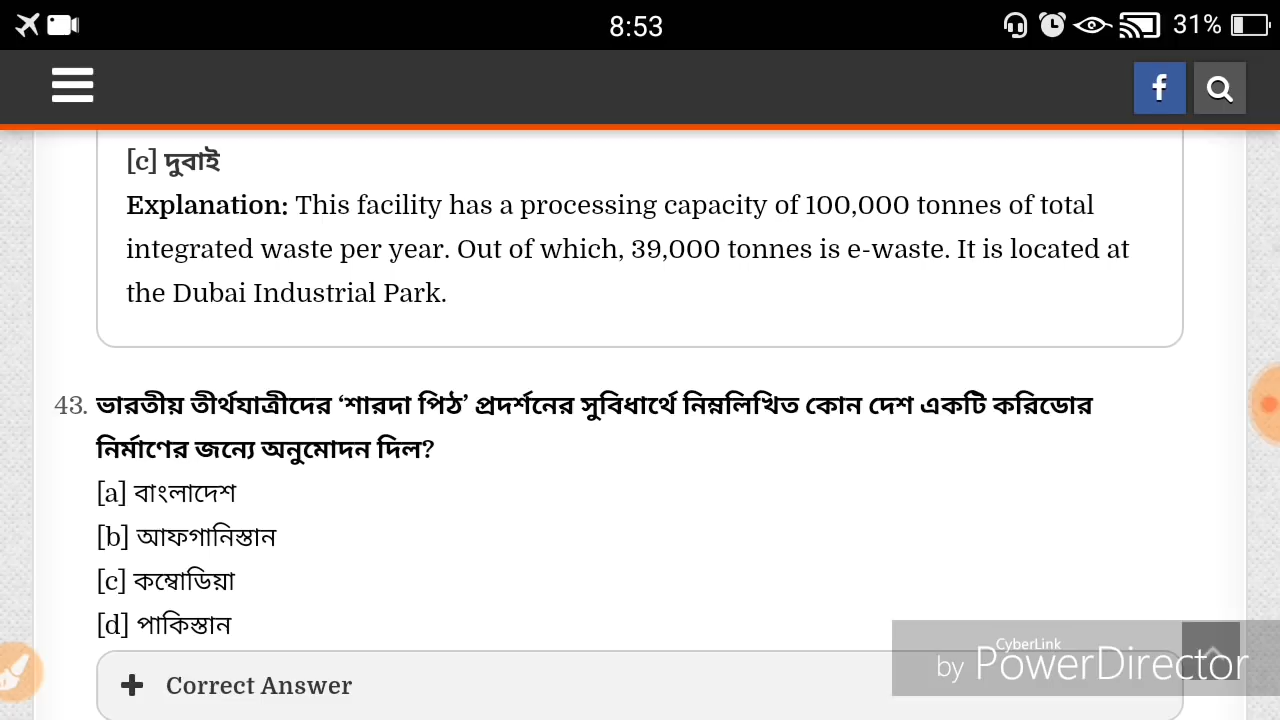 8:53
31%
f
[c] দুবাই
Explanation: This facility has a processing capacity of 100,000 tonnes of total
integrated waste per year. Out of which, 39,000 tonnes is e-waste. It is located at
the Dubai Industrial Park.
43. ভারতীয় তীর্থযাত্রীদের ‘শারদা পিঠ’ প্রদর্শনের সুবিধার্থে নিম্নলিখিত কোন দেশ একটি করিডোর
নির্মাণের জন্যে অনুমোদন দিল?
[a] বাংলাদেশ
[b] আফগানিস্তান
[c] কম্বোডিয়া
[d] পাকিস্তান
Correct Answer
CyberLink
by PowerDirector